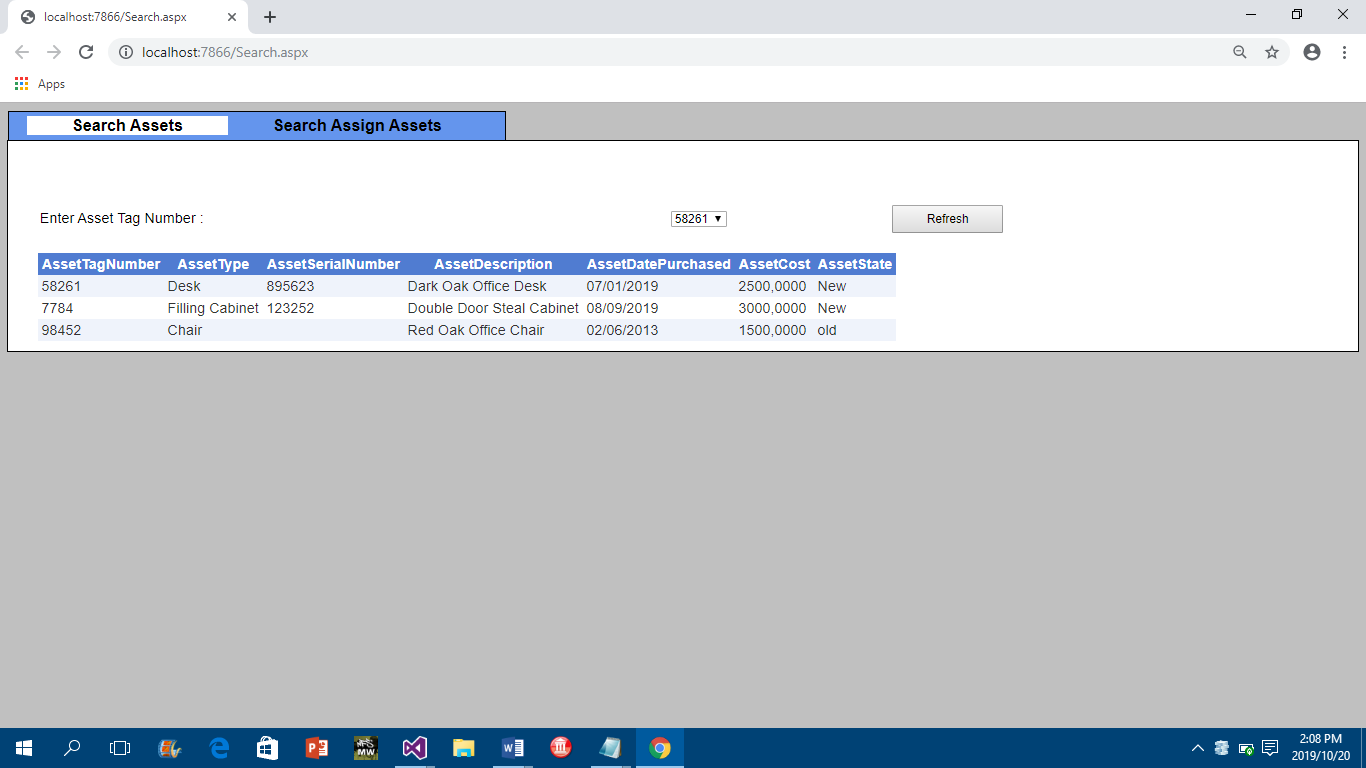 localhost:7866/Search.aspx
localhost:7866/Search.aspx
Apps
Search Assets Search Assign Assets
Enter Asset Tag Number : 58261 Refresh
AssetTagNumber AssetType AssetSerialNumber AssetDescription AssetDatePurchased AssetCost AssetState
58261 Desk 895623 Dark Oak Office Desk 07/01/2019 2500,0000 New
7784 Filling Cabinet 123252 Double Door Steal Cabinet 08/09/2019 3000,0000 New
98452 Chair Red Oak Office Chair 02/06/2013 1500,0000 old
2:08 PM
2019/10/20